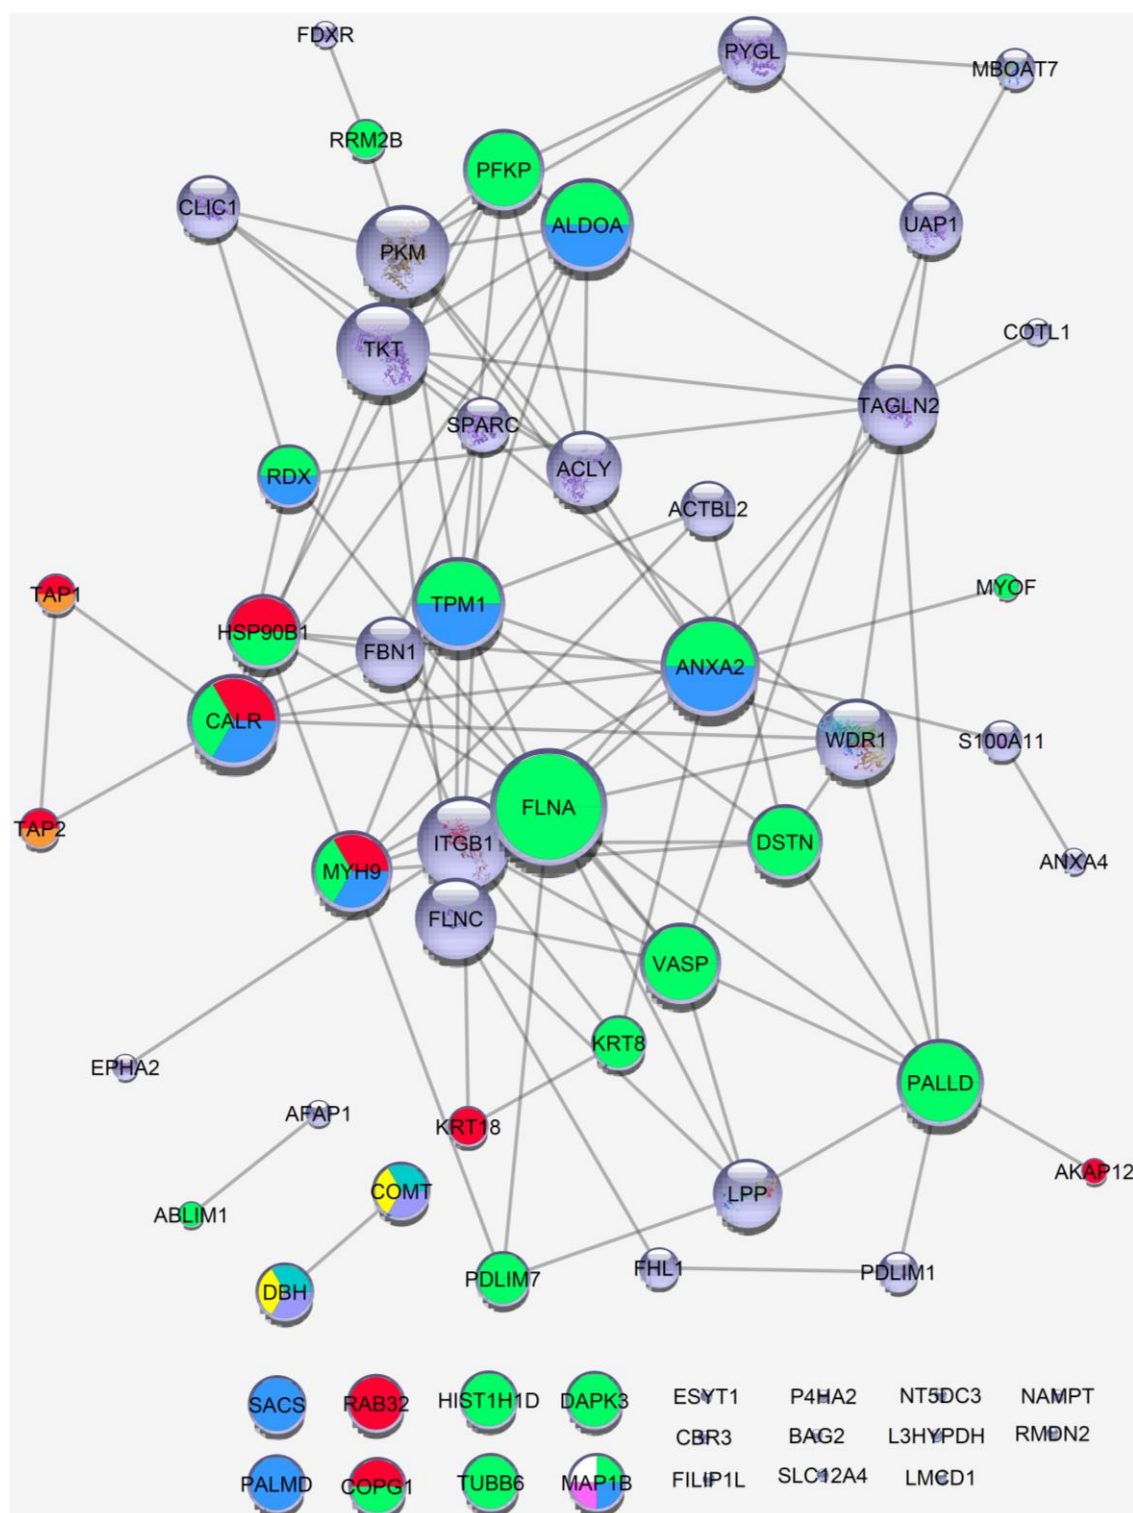 FDXR
PYGL
MBOAT7
RRM2B
PFKP
CLIC1
ALDOA
UAP1
PKM
COTL1
TKT
TAGLN2
SPARC
RDX
ACLY
ACTBL2
MYOF
TAP1
TPM1
HSP90B1
FBN1
ANXA2
CALR
WDR1
S100A11
FLNA
TAP2
ITGB1
DSTN
ANXA4
MYH9
FLNC
VASP
KRT8
EPHA2
PALLD
AFAP1
KRT18
AKAP12
COMT
LPP
ABLIM1
PDLIM7
FHL1
PDLIM1
DBH
SACS RAB32 HIST1H1D DAPK3 ESYT1 P4HA2 NT5DC3 NAMPT
CBR3 BAG2 L3HYPDH RMDN2
PALMD COPG1 TUBB6 MAP1B FILIP1L SLC12A4 LMCD1